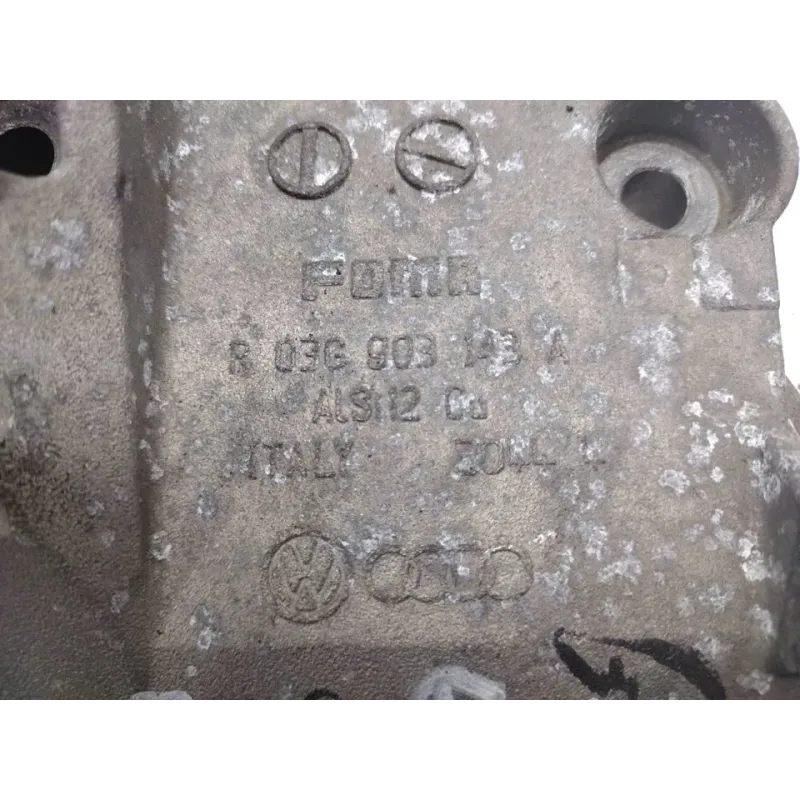 FOMA
R 03G 903 143 A
AlSi12 Cu
ITALY